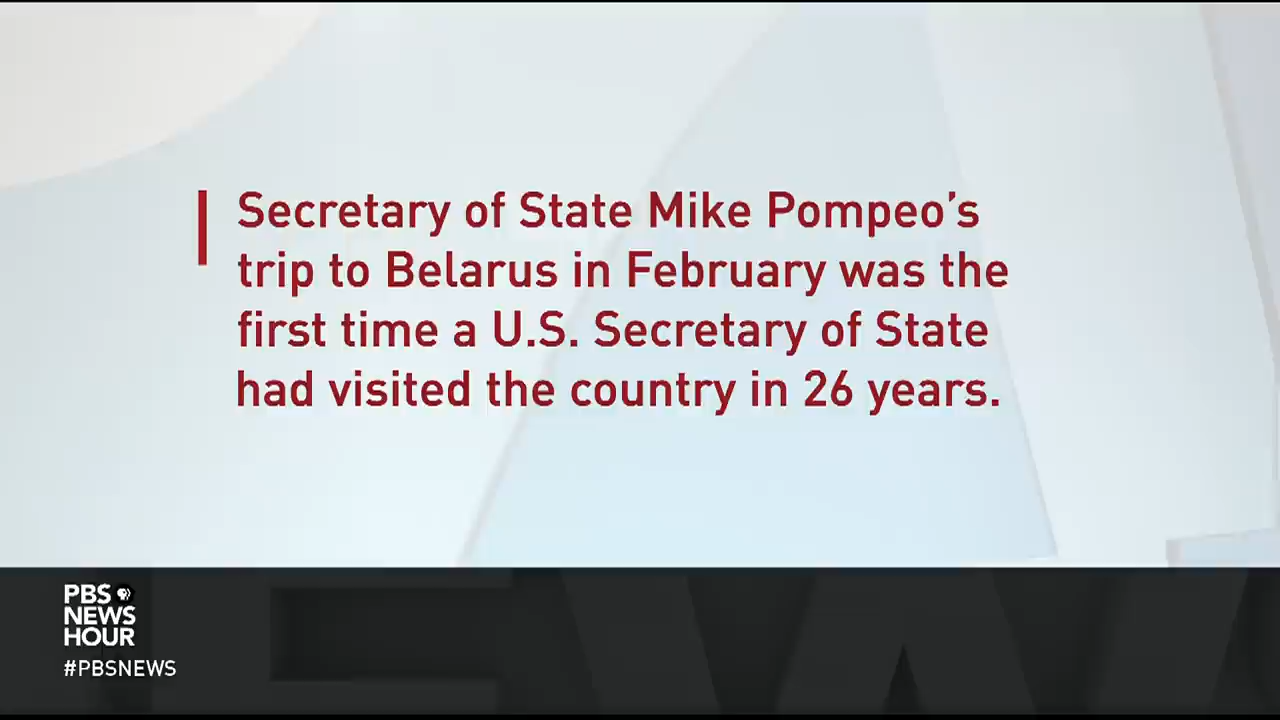 Secretary of State Mike Pompeo’s
trip to Belarus in February was the
first time a U.S. Secretary of State
had visited the country in 26 years.
PBS
NEWS
HOUR
#PBSNEWS